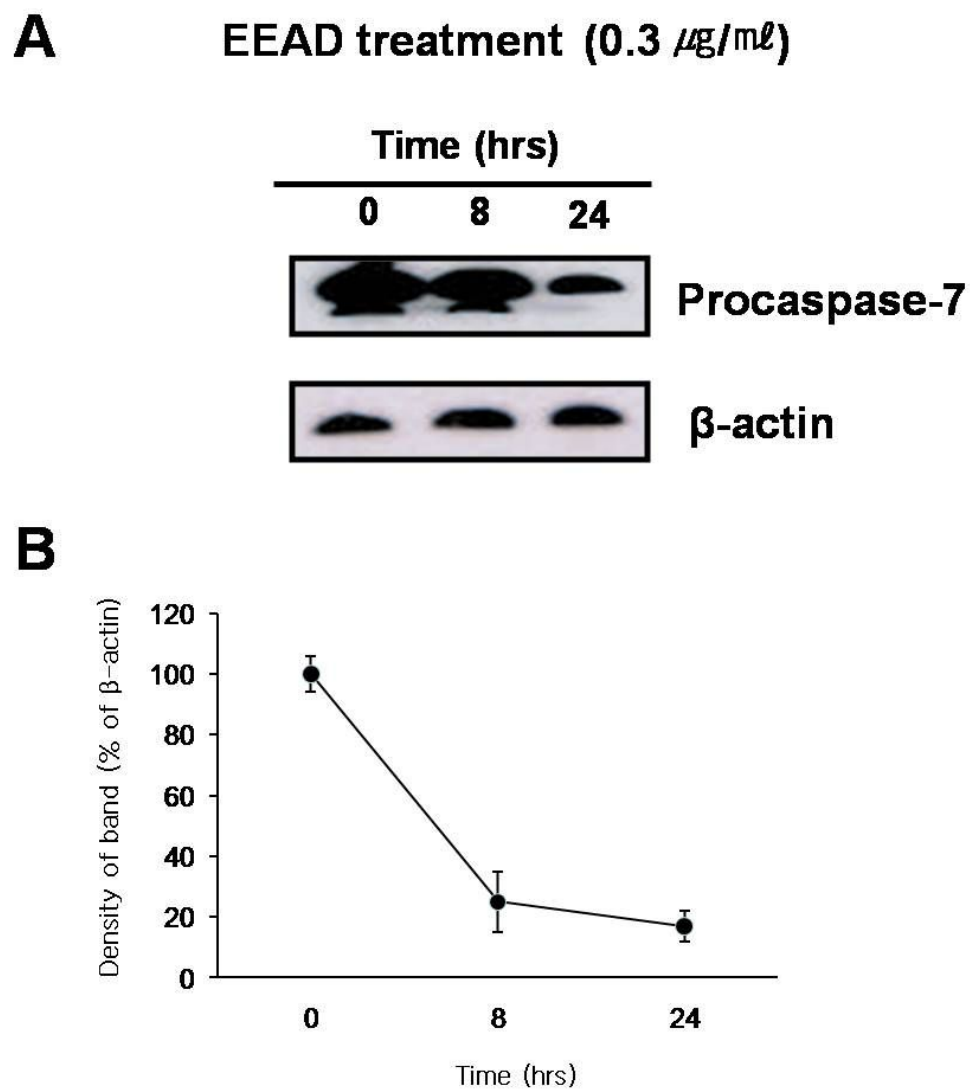 A
EEAD treatment (0.3 ㎍/㎖)
Time (hrs)
0 8 24
Procaspase-7
β-actin
B
Density of band (% of β-actin)
120
100
80
60
40
20
0
0 8 24
Time (hrs)